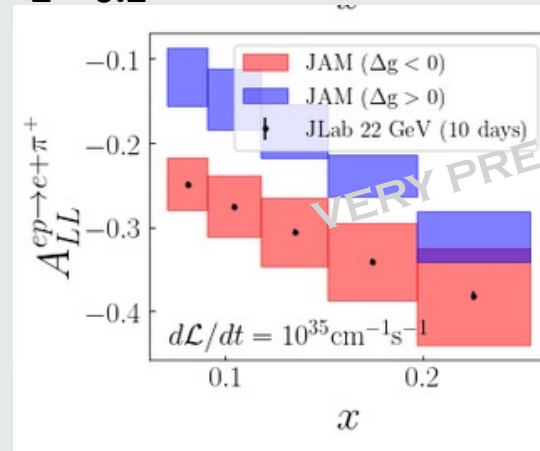 −0.1
−0.2
−0.3
−0.4
A_{LL}^{ep→e+π^+}
JAM (Δg < 0)
JAM (Δg > 0)
JLab 22 GeV (10 days)
VERY PRE
dℒ/dt = 10^{35}cm^{−1}s^{−1}
0.1 0.2
x